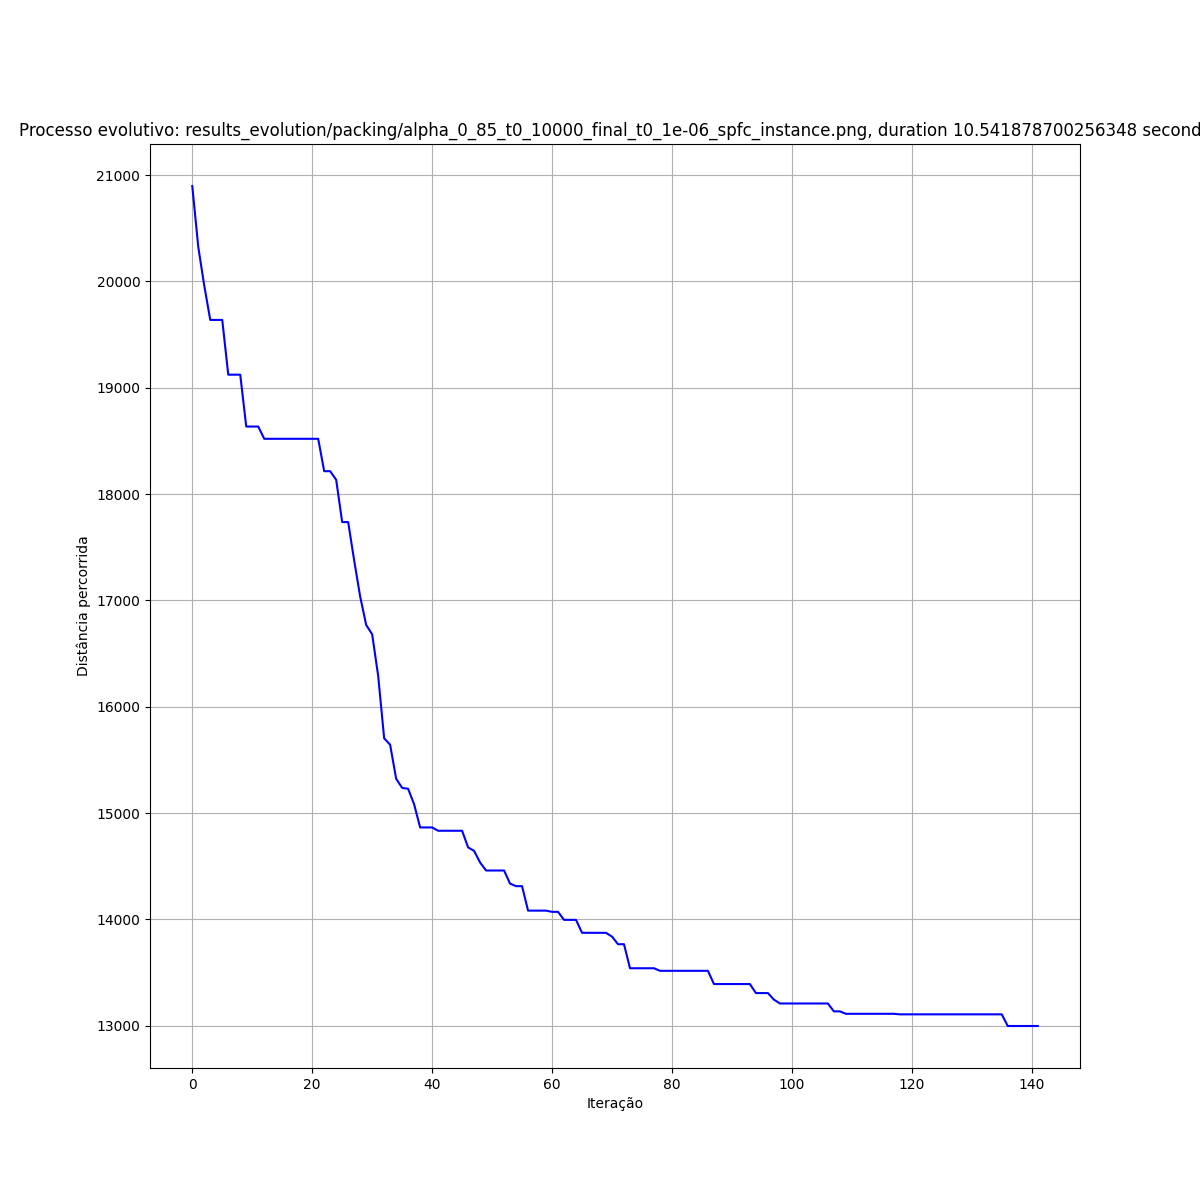 Processo evolutivo: results_evolution/packing/alpha_0_85_t0_10000_final_t0_1e-06_spfc_instance.png, duration 10.541878700256348 second
21000
20000
19000
18000
17000
16000
15000
14000
13000
Distância percorrida
0 20 40 60 80 100 120 140
Iteração